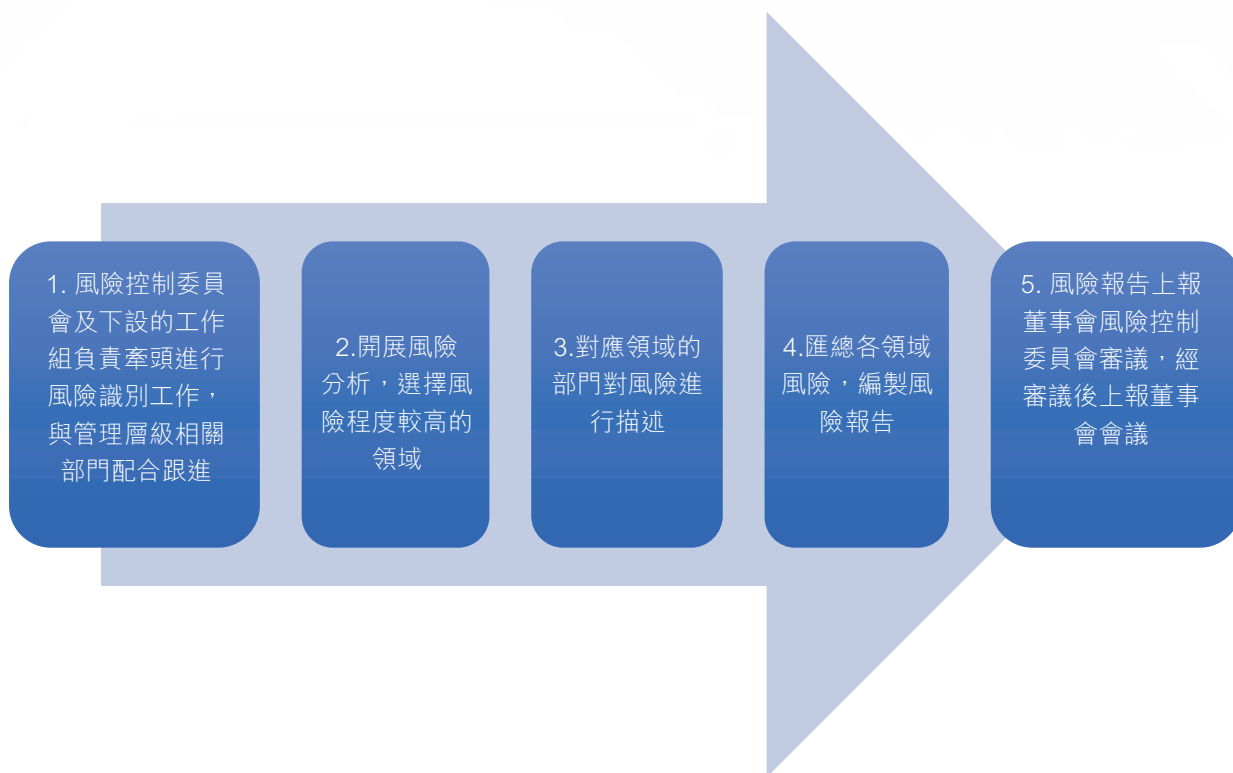 1. 風險控制委員
會及下設的工作
組負責牽頭進行
風險識別工作，
與管理層級相關
部門配合跟進
2.開展風險
分析，選擇風
險程度較高的
領域
3.對應領域的
部門對風險進
行描述
4.匯總各領域
風險，編製風
險報告
5. 風險報告上報
董事會風險控制
委員會審議，經
審議後上報董事
會會議